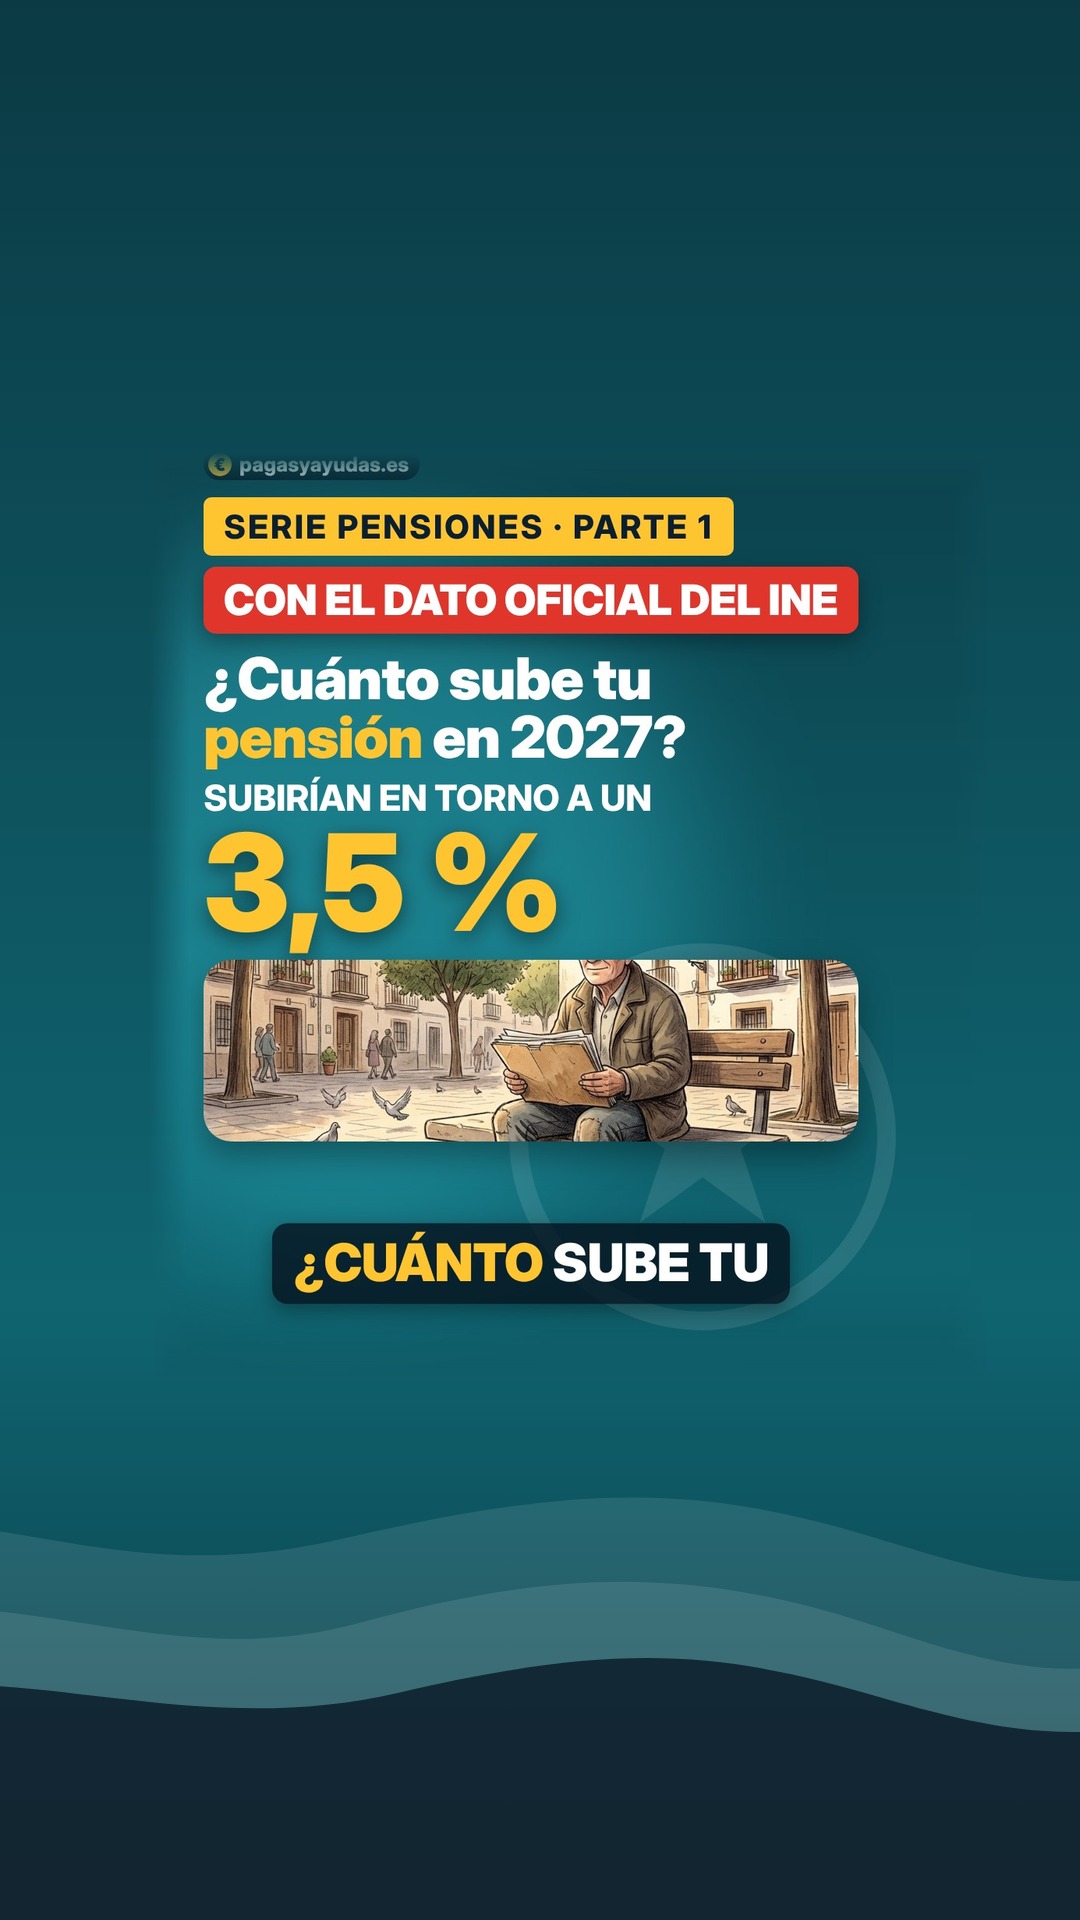 € pagasyayudas.es
SERIE PENSIONES · PARTE 1
CON EL DATO OFICIAL DEL INE
¿Cuánto sube tu
pensión en 2027?
SUBIRÍAN EN TORNO A UN
3,5 %
¿CUÁNTO SUBE TU